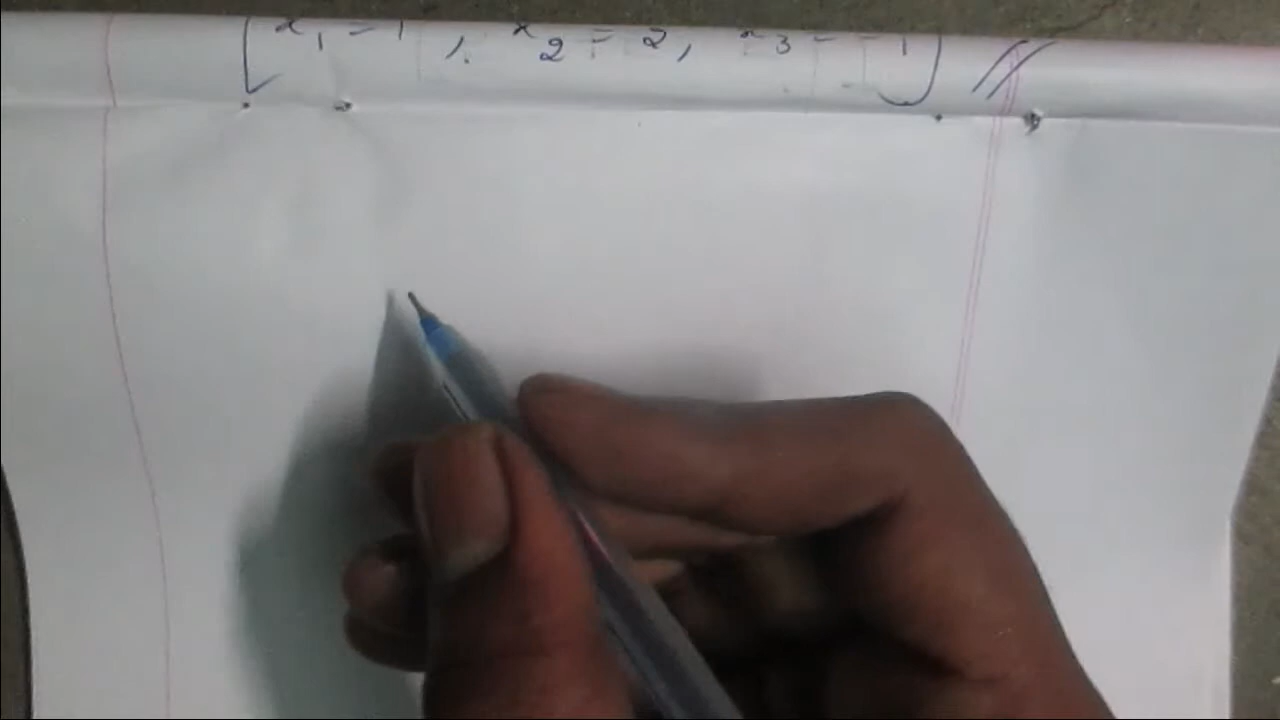 [x₁ = 1, x₂ = 2, x₃ = -1]